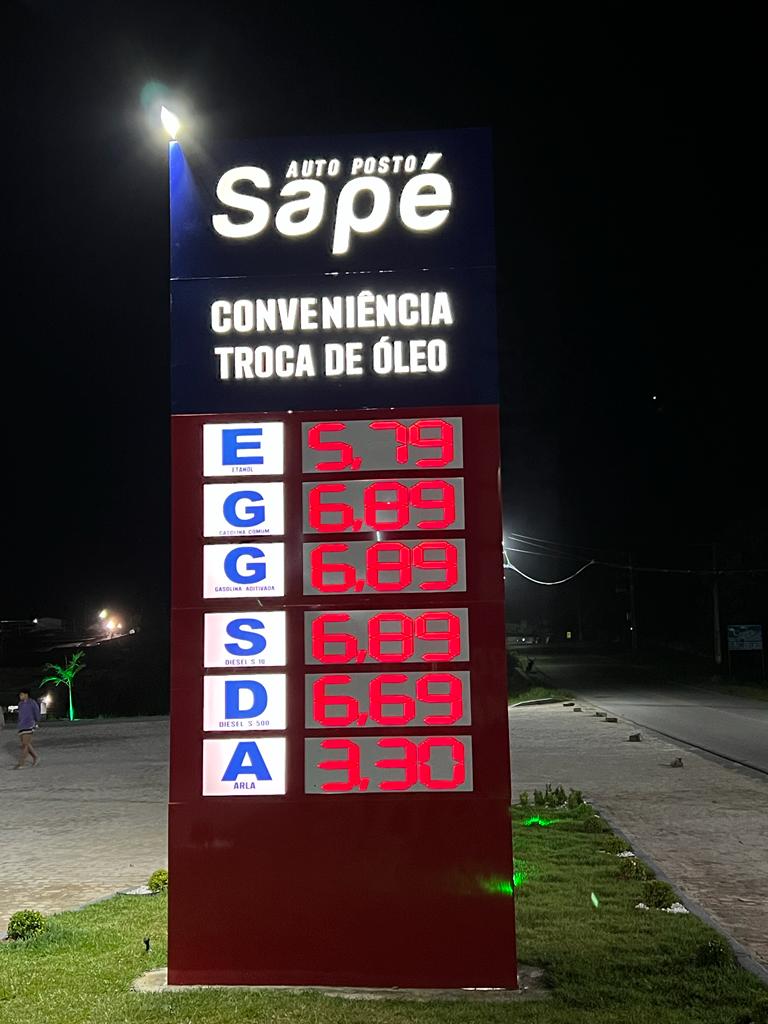 AUTO POSTO
Sapé
CONVENIÊNCIA
TROCA DE ÓLEO
E 5,79
ETANOL
G 6,89
GASOLINA COMUM
G 6,89
GASOLINA ADITIVADA
S 6,89
DIESEL S 10
D 6,69
DIESEL S 500
A 3,30
ARLA